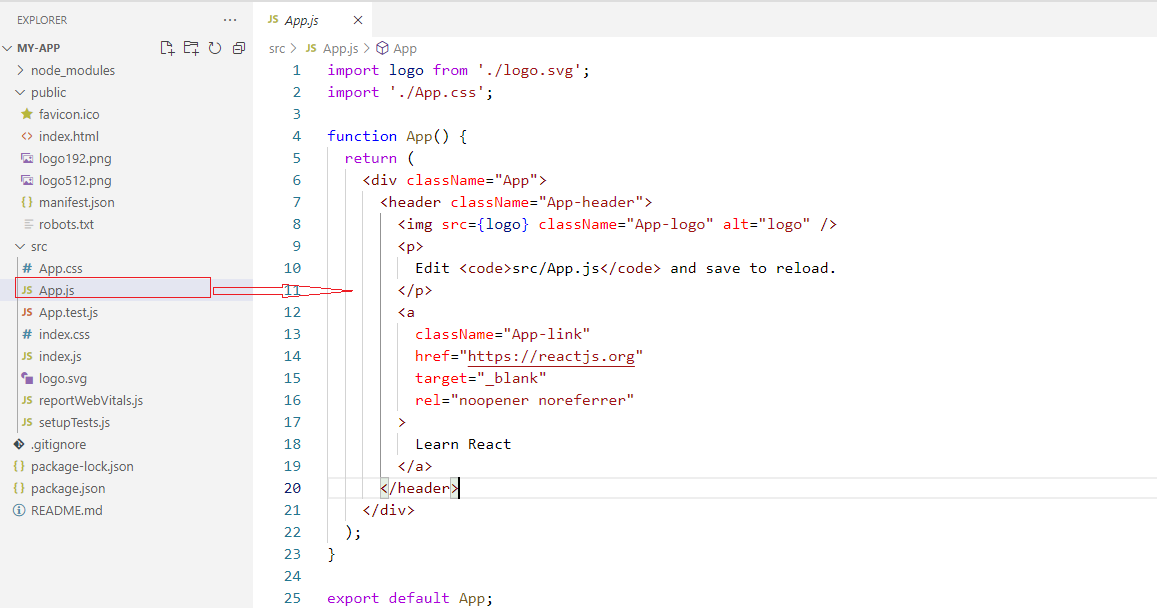 EXPLORER
MY-APP
node_modules
public
favicon.ico
index.html
logo192.png
logo512.png
manifest.json
robots.txt
src
App.css
JS App.js
JS App.test.js
index.css
JS index.js
logo.svg
JS reportWebVitals.js
JS setupTests.js
.gitignore
package-lock.json
package.json
README.md
JS App.js
src > JS App.js > App
1 import logo from './logo.svg';
2 import './App.css';
3
4 function App() {
5 return (
6 <div className="App">
7 <header className="App-header">
8 <img src={logo} className="App-logo" alt="logo" />
9 <p>
10 Edit <code>src/App.js</code> and save to reload.
11 </p>
12 <a
13 className="App-link"
14 href="https://reactjs.org"
15 target="_blank"
16 rel="noopener noreferrer"
17 >
18 Learn React
19 </a>
20 </header>
21 </div>
22 );
23 }
24
25 export default App;